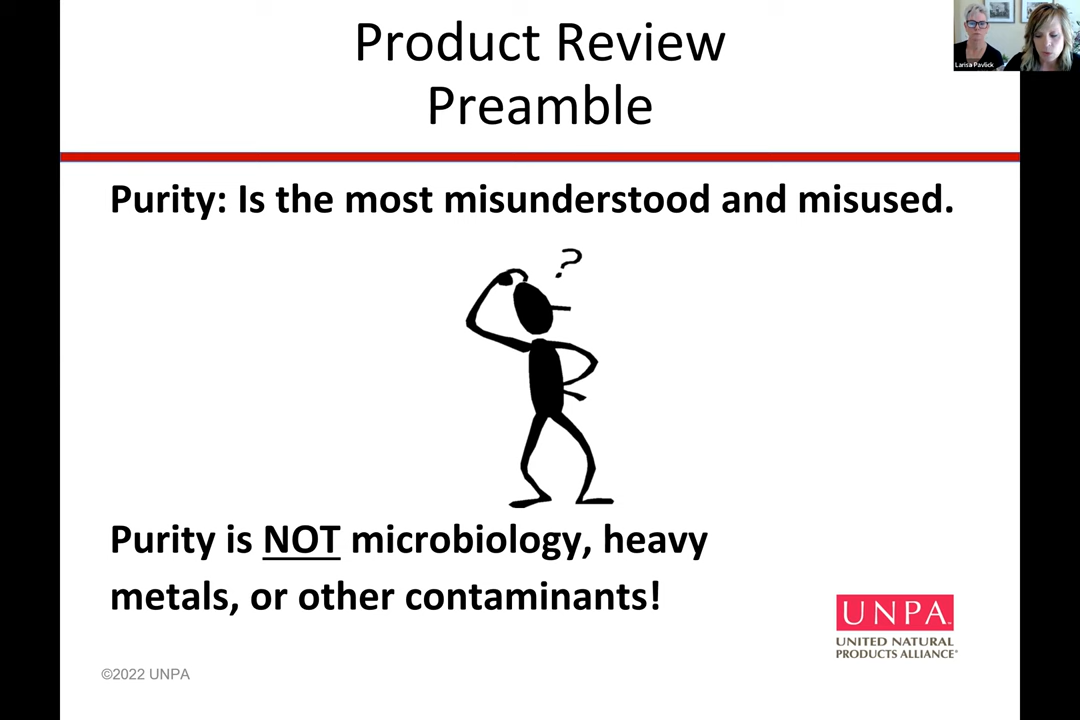 Product Review
Preamble
Larisa Pavlick
Purity: Is the most misunderstood and misused.
?
Purity is NOT microbiology, heavy
metals, or other contaminants!
UNPA
UNITED NATURAL
PRODUCTS ALLIANCE
©2022 UNPA